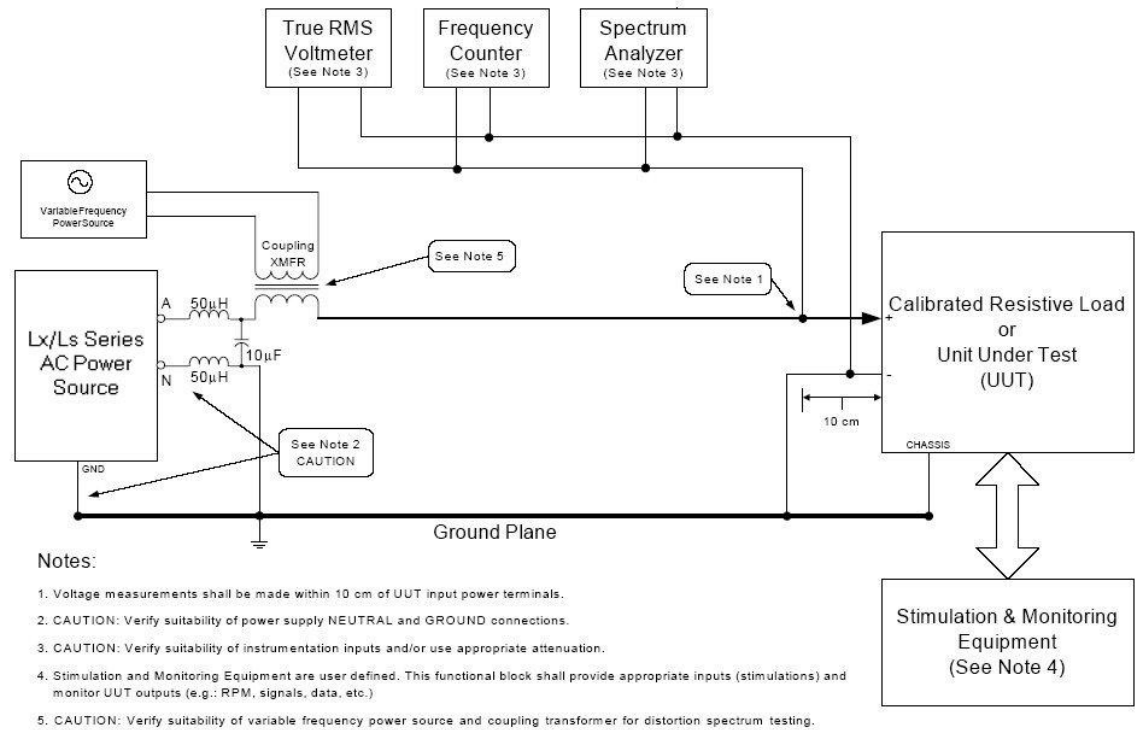 True RMS
Voltmeter
(See Note 3)
Frequency
Counter
(See Note 3)
Spectrum
Analyzer
(See Note 3)
VariableFrequency
PowerSource
Coupling
XMFR
See Note 5
See Note 1
A
50µH
Lx/Ls Series
AC Power
Source
10µF
N
50µH
+
Calibrated Resistive Load
or
Unit Under Test
(UUT)
-
10 cm
See Note 2
CAUTION
CHASSIS
GND
Ground Plane
Notes:
1. Voltage measurements shall be made within 10 cm of UUT input power terminals.
2. CAUTION: Verify suitability of power supply NEUTRAL and GROUND connections.
3. CAUTION: Verify suitability of instrumentation inputs and/or use appropriate attenuation.
4. Stimulation and Monitoring Equipment are user defined. This functional block shall provide appropriate inputs (stimulations) and
monitor UUT outputs (e.g.: RPM, signals, data, etc.)
5. CAUTION: Verify suitability of variable frequency power source and coupling transformer for distortion spectrum testing.
Stimulation & Monitoring
Equipment
(See Note 4)